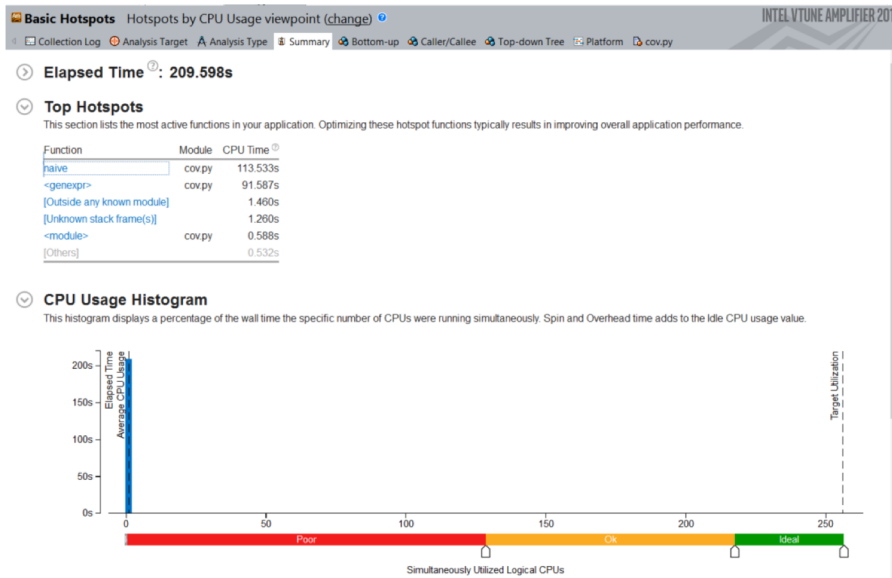 Basic Hotspots Hotspots by CPU Usage viewpoint (change) ?
INTEL VTUNE AMPLIFIER 201
Collection Log Analysis Target Analysis Type Summary Bottom-up Caller/Callee Top-down Tree Platform cov.py
Elapsed Time ?: 209.598s
Top Hotspots
This section lists the most active functions in your application. Optimizing these hotspot functions typically results in improving overall application performance.
Function Module CPU Time ?
naive cov.py 113.533s
<genexpr> cov.py 91.587s
[Outside any known module] 1.460s
[Unknown stack frame(s)] 1.260s
<module> cov.py 0.588s
[Others] 0.532s
CPU Usage Histogram
This histogram displays a percentage of the wall time the specific number of CPUs were running simultaneously. Spin and Overhead time adds to the Idle CPU usage value.
Elapsed Time
Average CPU Usage
Target Utilization
200s
150s
100s
50s
0s
0 50 100 150 200 250
Poor Ok Ideal
Simultaneously Utilized Logical CPUs